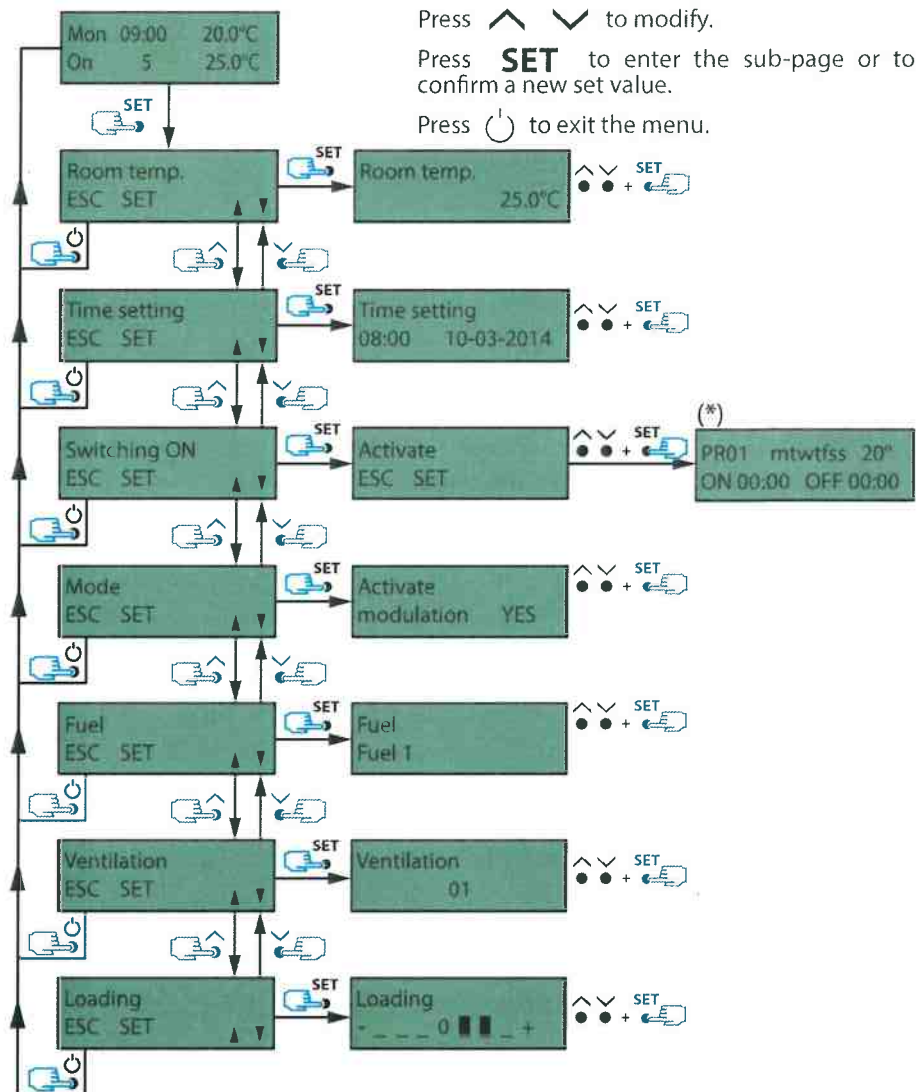 Press to modify.
Press SET to enter the sub-page or to
confirm a new set value.
Press to exit the menu.
Mon 09:00 20.0°C
On 5 25.0°C
SET
Room temp.
ESC SET
SET
Room temp.
25.0°C
SET
+
Time setting
ESC SET
SET
Time setting
08:00 10-03-2014
SET
+
Switching ON
ESC SET
SET
Activate
ESC SET
SET
+
(*)
PR01 mtwtfss 20°
ON 00:00 OFF 00:00
Mode
ESC SET
SET
Activate
modulation YES
SET
+
Fuel
ESC SET
SET
Fuel
Fuel 1
SET
+
Ventilation
ESC SET
SET
Ventilation
01
SET
+
Loading
ESC SET
SET
Loading
- _ _ _ 0 █ █ _ +
SET
+